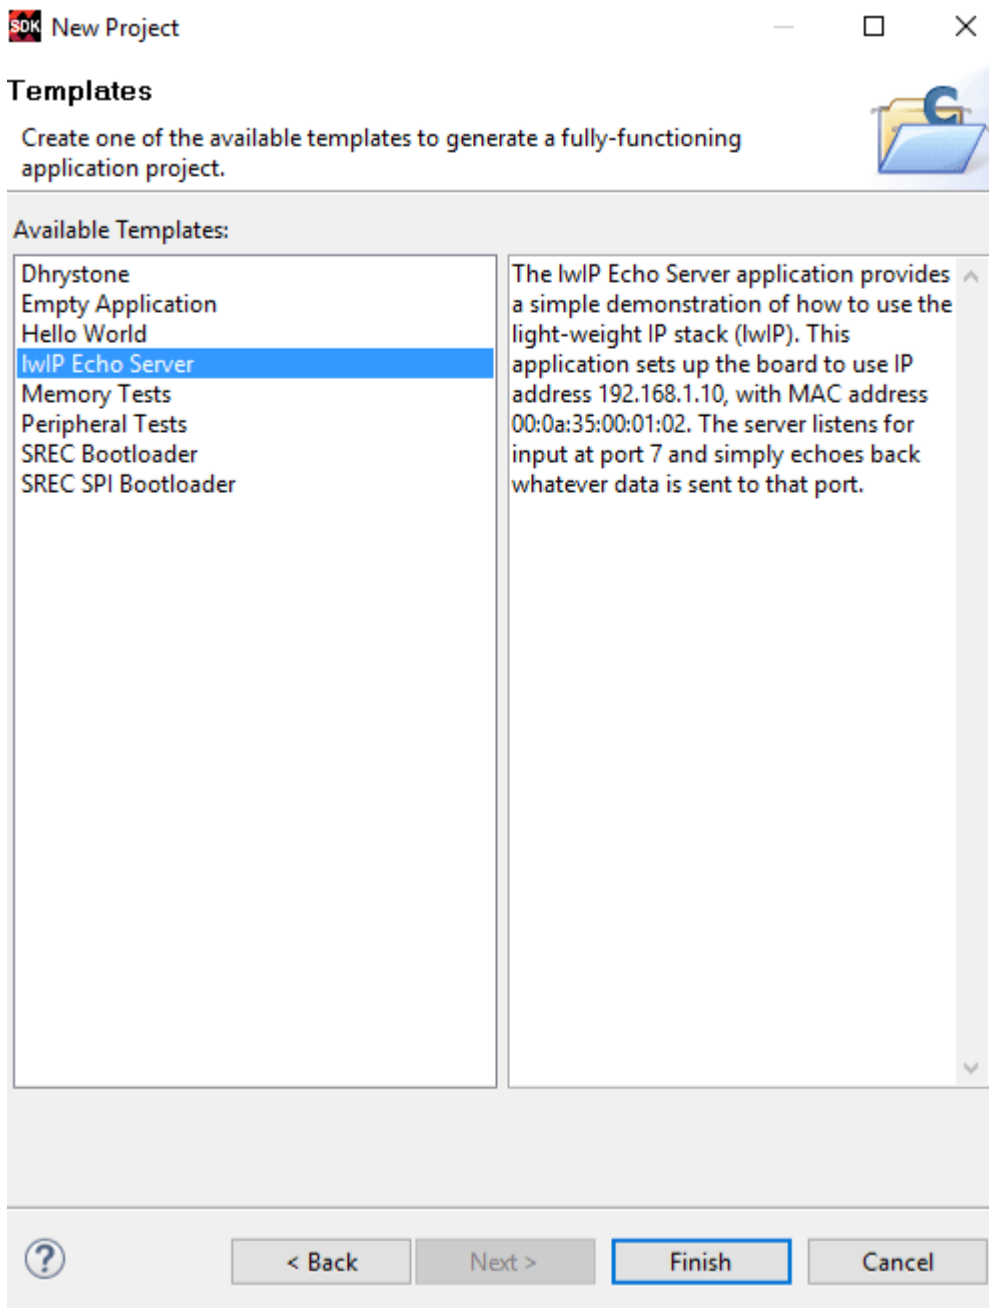 SDK New Project
Templates
Create one of the available templates to generate a fully-functioning
application project.
Available Templates:
Dhrystone
Empty Application
Hello World
lwIP Echo Server
Memory Tests
Peripheral Tests
SREC Bootloader
SREC SPI Bootloader
The lwIP Echo Server application provides
a simple demonstration of how to use the
light-weight IP stack (lwIP). This
application sets up the board to use IP
address 192.168.1.10, with MAC address
00:0a:35:00:01:02. The server listens for
input at port 7 and simply echoes back
whatever data is sent to that port.
? < Back Next > Finish Cancel